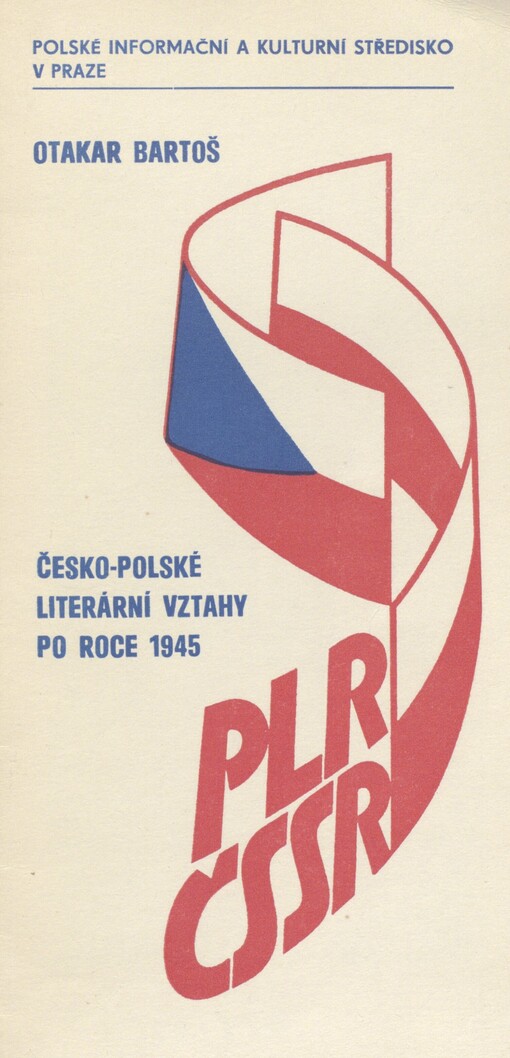 POLSKÉ INFORMAČNÍ A KULTURNÍ STŘEDISKO
V PRAZE
OTAKAR BARTOŠ
ČESKO-POLSKÉ
LITERÁRNÍ VZTAHY
PO ROCE 1945
PLR
ČSSR